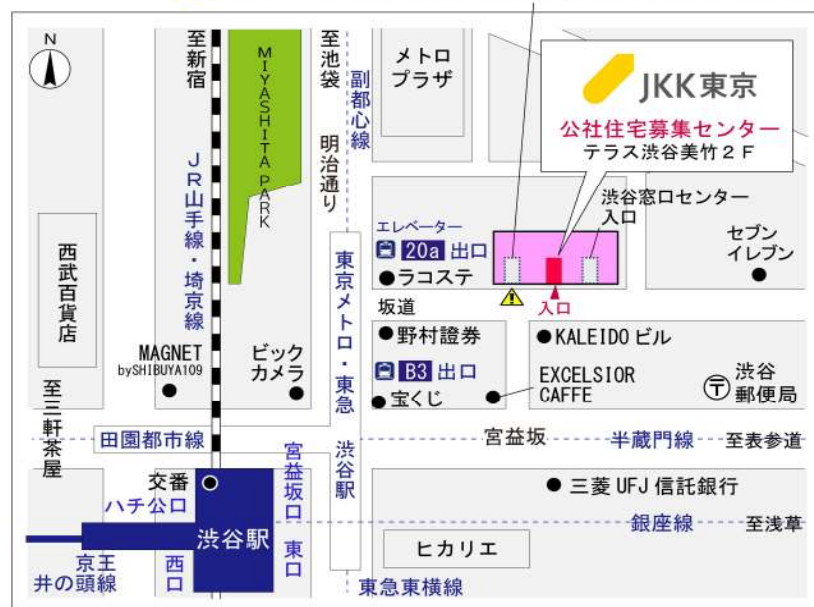 N
至新宿
MIYASHITA PARK
至池袋
副都心線
明治通り
メトロ
プラザ
JKK東京
公社住宅募集センター
テラス渋谷美竹2F
JR山手線・埼京線
西武百貨店
エレベーター
20a 出口
ラコステ
渋谷窓口センター
入口
セブン
イレブン
入口
坂道
東京メトロ・東急 渋谷駅
MAGNET
bySHIBUYA109
ビック
カメラ
野村證券
B3 出口
宝くじ
KALEIDO ビル
EXCELSIOR
CAFFE
〒
渋谷
郵便局
至三軒茶屋
田園都市線
宮益坂
半蔵門線
至表参道
交番
ハチ公口
宮益坂口
渋谷駅
三菱 UFJ 信託銀行
銀座線
至浅草
京王
井の頭線
西口
東口
ヒカリエ
東急東横線